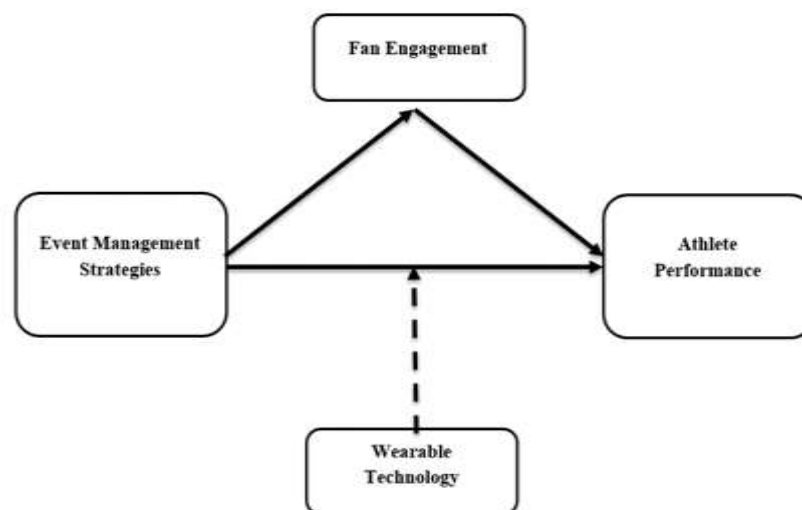 Fan Engagement
Event Management
Strategies
Athlete
Performance
Wearable
Technology